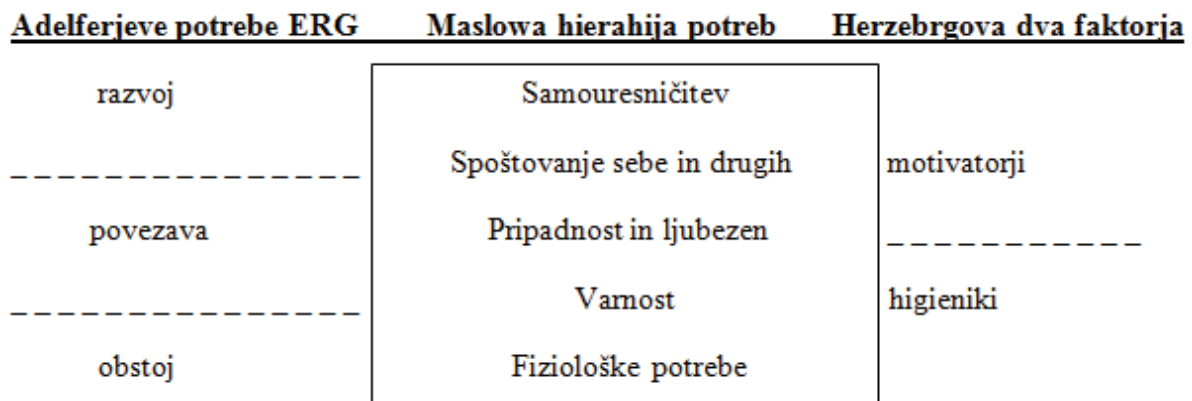 Adelferjeve potrebe ERG Maslowa hierahija potreb Herzebrgova dva faktorja
razvoj Samouresničitev
_ _ _ _ _ _ _ _ _ _ _ _ _ _ _ Spoštovanje sebe in drugih motivatorji
povezava Pripadnost in ljubezen _ _ _ _ _ _ _ _ _ _ _
_ _ _ _ _ _ _ _ _ _ _ _ _ _ _ Varnost higieniki
obstoj Fiziološke potrebe